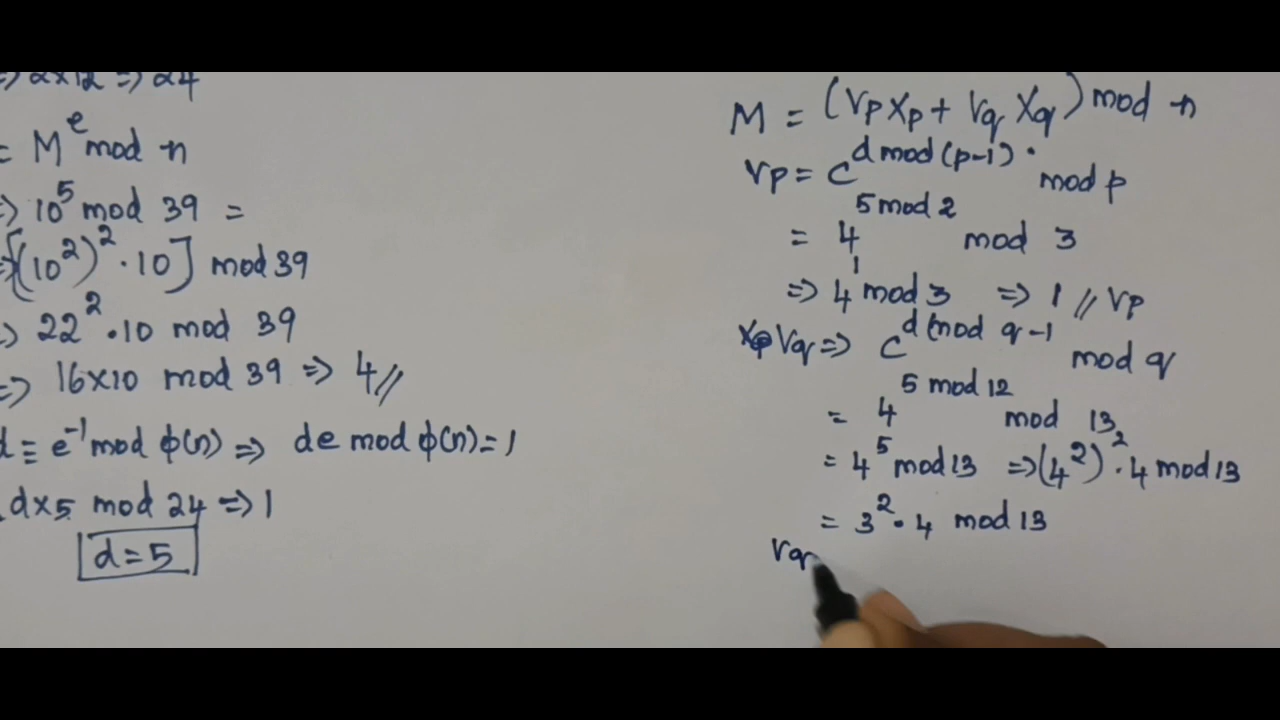 ⇒ 2×12 ⇒ 24
= M^e mod n
⇒ 10^5 mod 39 =
⇒ [(10^2)^2 · 10] mod 39
⇒ 22^2 · 10 mod 39
⇒ 16×10 mod 39 ⇒ 4//
d ≡ e^-1 mod φ(n) ⇒ de mod φ(n) = 1
d×5 mod 24 ⇒ 1
d = 5
M = (Vp Xp + Vq Xq) mod n
Vp = C^d mod (p-1) · mod p
= 4^5 mod 2 mod 3
⇒ 4^1 mod 3 ⇒ 1 // Vp
Vq ⇒ C^d (mod q-1 mod q
= 4^5 mod 12 mod 13
= 4^5 mod 13 ⇒ (4^2)^2 · 4 mod 13
= 3^2 · 4 mod 13
Vq